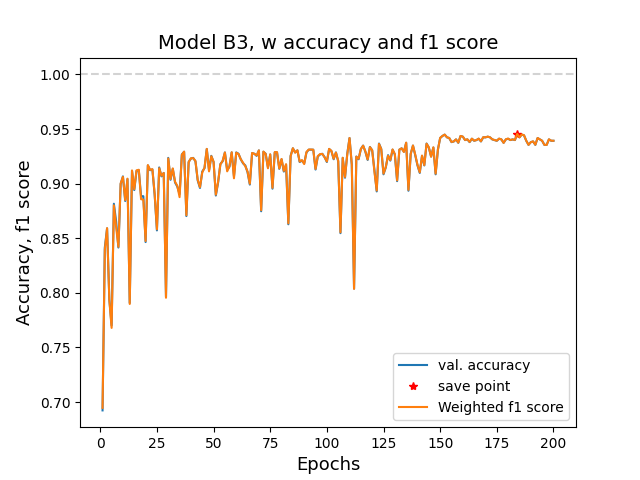 Model B3, w accuracy and f1 score
1.00
0.95
0.90
0.85
0.80
0.75
0.70
Accuracy, f1 score
val. accuracy
save point
Weighted f1 score
0 25 50 75 100 125 150 175 200
Epochs